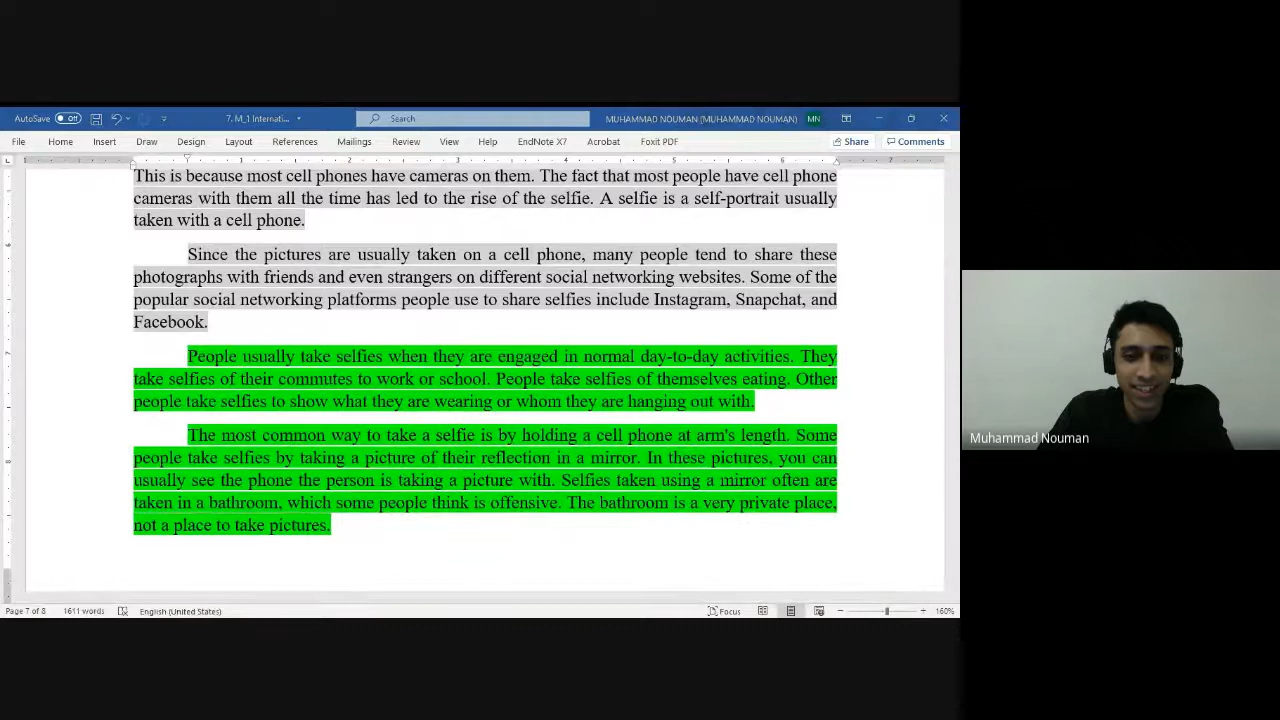 AutoSave Off 7. M_1 Internati... Search MUHAMMAD NOUMAN (MUHAMMAD NOUMAN) MN
File Home Insert Draw Design Layout References Mailings Review View Help EndNote X7 Acrobat Foxit PDF Share Comments
1 1 2 3 4 5 6 7
This is because most cell phones have cameras on them. The fact that most people have cell phone
cameras with them all the time has led to the rise of the selfie. A selfie is a self-portrait usually
taken with a cell phone.
Since the pictures are usually taken on a cell phone, many people tend to share these
photographs with friends and even strangers on different social networking websites. Some of the
popular social networking platforms people use to share selfies include Instagram, Snapchat, and
Facebook.
People usually take selfies when they are engaged in normal day-to-day activities. They
take selfies of their commutes to work or school. People take selfies of themselves eating. Other
people take selfies to show what they are wearing or whom they are hanging out with.
The most common way to take a selfie is by holding a cell phone at arm's length. Some
people take selfies by taking a picture of their reflection in a mirror. In these pictures, you can
usually see the phone the person is taking a picture with. Selfies taken using a mirror often are
taken in a bathroom, which some people think is offensive. The bathroom is a very private place,
not a place to take pictures.
Muhammad Nouman
Page 7 of 8 1611 words English (United States) Focus 160%